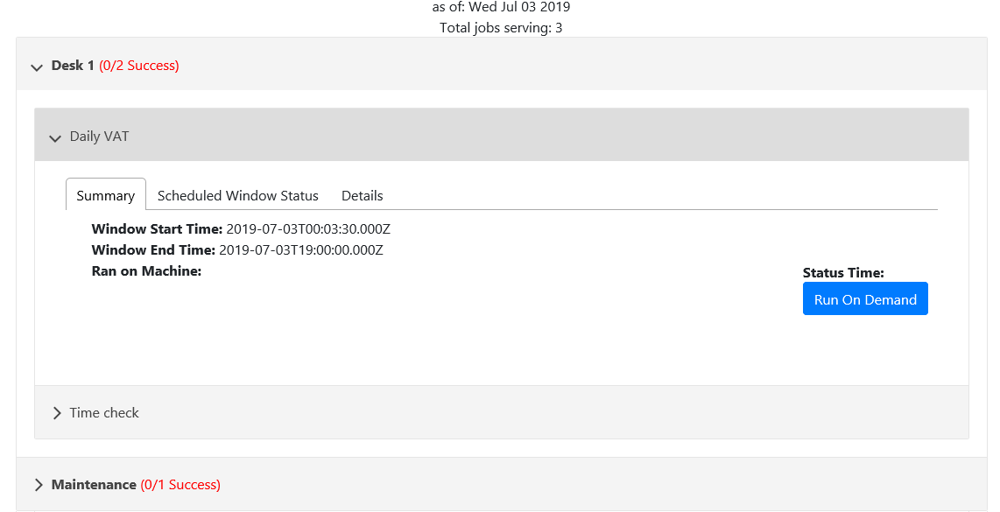 as of: Wed Jul 03 2019
Total jobs serving: 3
Desk 1 (0/2 Success)
Daily VAT
Summary Scheduled Window Status Details
Window Start Time: 2019-07-03T00:03:30.000Z
Window End Time: 2019-07-03T19:00:00.000Z
Ran on Machine:
Status Time:
Run On Demand
Time check
Maintenance (0/1 Success)